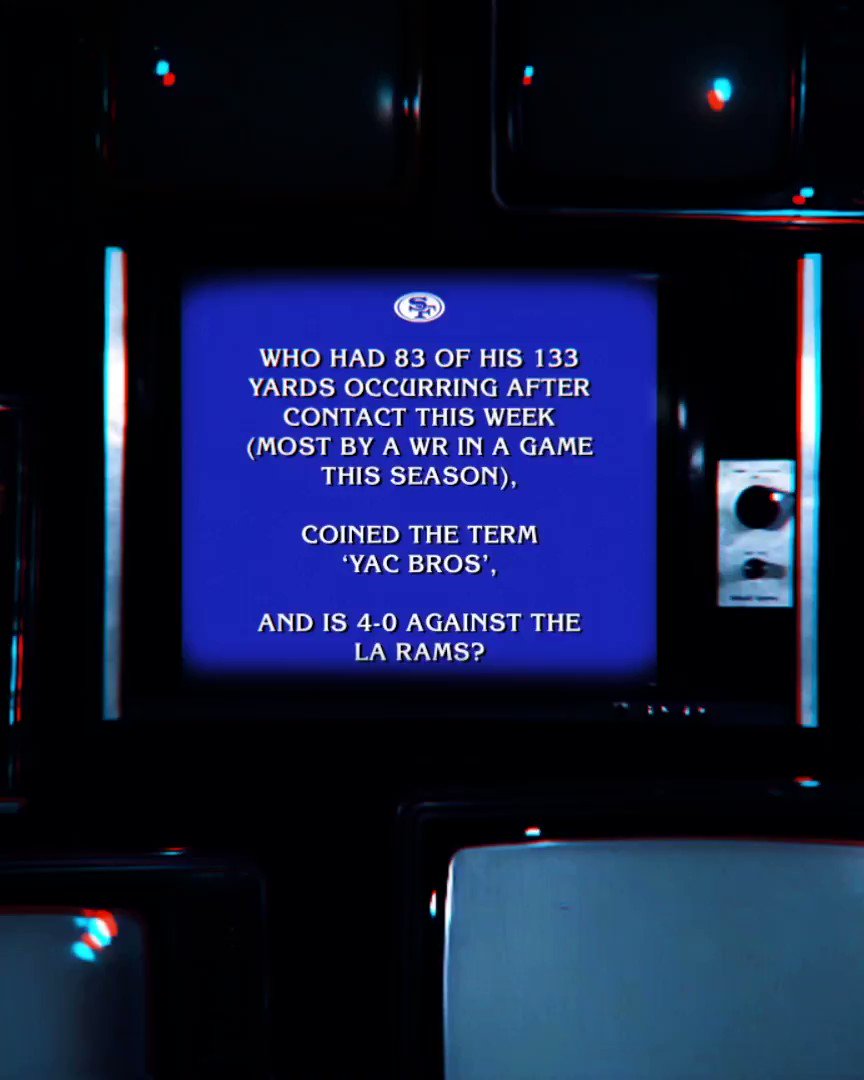 SF
WHO HAD 83 OF HIS 133
YARDS OCCURRING AFTER
CONTACT THIS WEEK
(MOST BY A WR IN A GAME
THIS SEASON),
COINED THE TERM
‘YAC BROS’,
AND IS 4-0 AGAINST THE
LA RAMS?